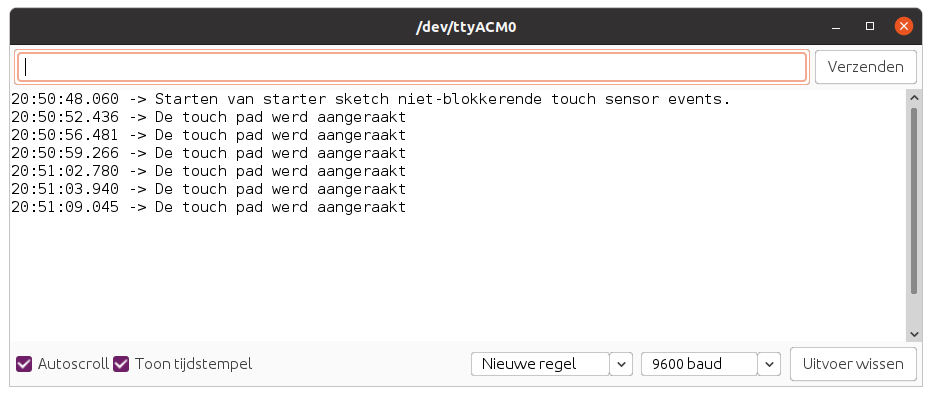 /dev/ttyACM0
Verzenden
20:50:48.060 -> Starten van starter sketch niet-blokkerende touch sensor events.
20:50:52.436 -> De touch pad werd aangeraakt
20:50:56.481 -> De touch pad werd aangeraakt
20:50:59.266 -> De touch pad werd aangeraakt
20:51:02.780 -> De touch pad werd aangeraakt
20:51:03.940 -> De touch pad werd aangeraakt
20:51:09.045 -> De touch pad werd aangeraakt
Autoscroll Toon tijdstempel Nieuwe regel 9600 baud Uitvoer wissen